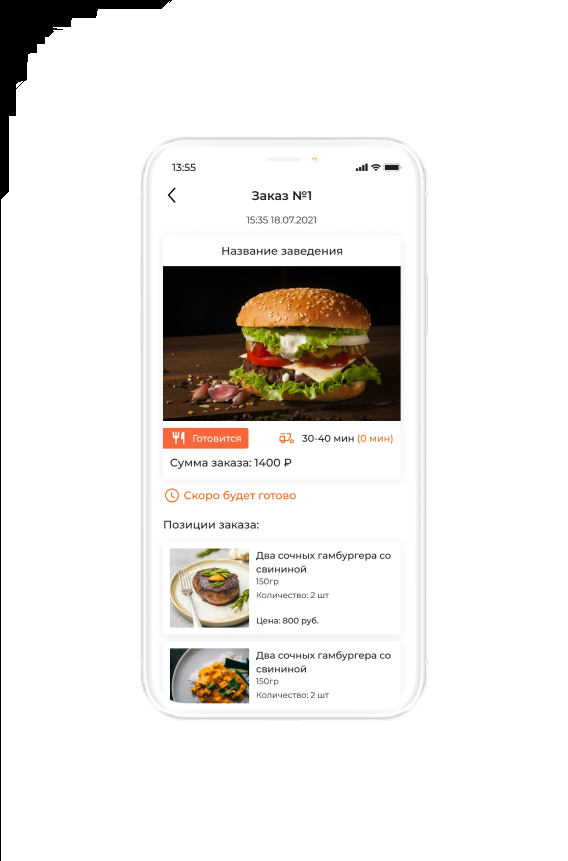 13:55
Заказ №1
15:35 18.07.2021
Название заведения
Готовится
30-40 мин (0 мин)
Сумма заказа: 1400 ₽
Скоро будет готово
Позиции заказа:
Два сочных гамбургера со
свининой
150гр
Количество: 2 шт
Цена: 800 руб.
Два сочных гамбургера со
свининой
150гр
Количество: 2 шт